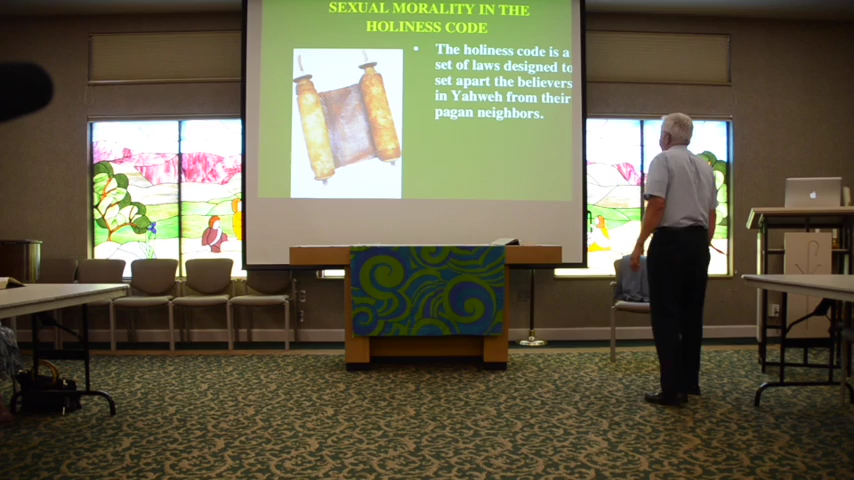 SEXUAL MORALITY IN THE
HOLINESS CODE
• The holiness code is a
set of laws designed to
set apart the believers
in Yahweh from their
pagan neighbors.